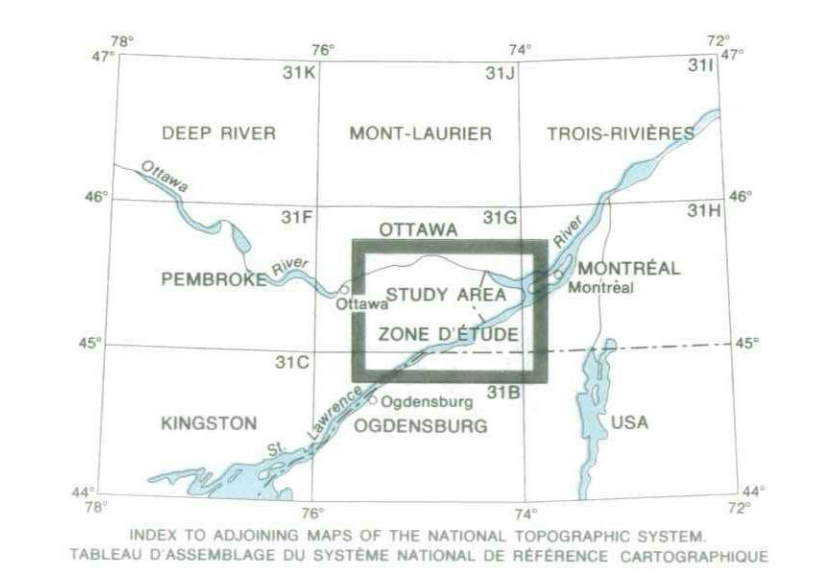 78° 76° 74° 72°
47° 47°
31K 31J 31I
DEEP RIVER MONT-LAURIER TROIS-RIVIÈRES
Ottawa
46° 46°
31F 31G 31H
OTTAWA
River
River
PEMBROKE MONTRÉAL
Montréal
Ottawa
STUDY AREA
ZONE D'ÉTUDE
45° 45°
31C 31B
Ogdensburg
St. Lawrence
KINGSTON OGDENSBURG USA
44° 44°
78° 76° 74° 72°
INDEX TO ADJOINING MAPS OF THE NATIONAL TOPOGRAPHIC SYSTEM.
TABLEAU D'ASSEMBLAGE DU SYSTÈME NATIONAL DE RÉFÉRENCE CARTOGRAPHIQUE